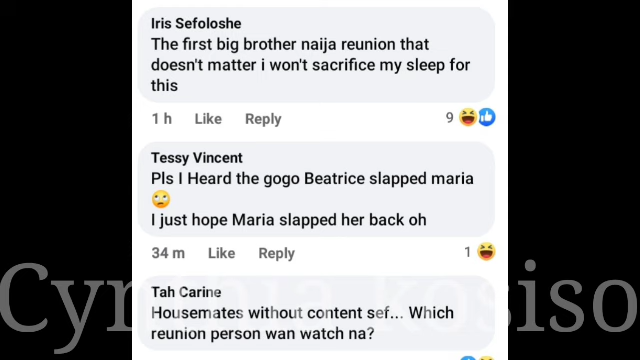 Iris Sefoloshe
The first big brother naija reunion that
doesn't matter i won't sacrifice my sleep for
this
1 h Like Reply 9
Tessy Vincent
Pls I Heard the gogo Beatrice slapped maria
🙄
I just hope Maria slapped her back oh
34 m Like Reply 1
Tah Carine
Housemates without content sef... Which
reunion person wan watch na?